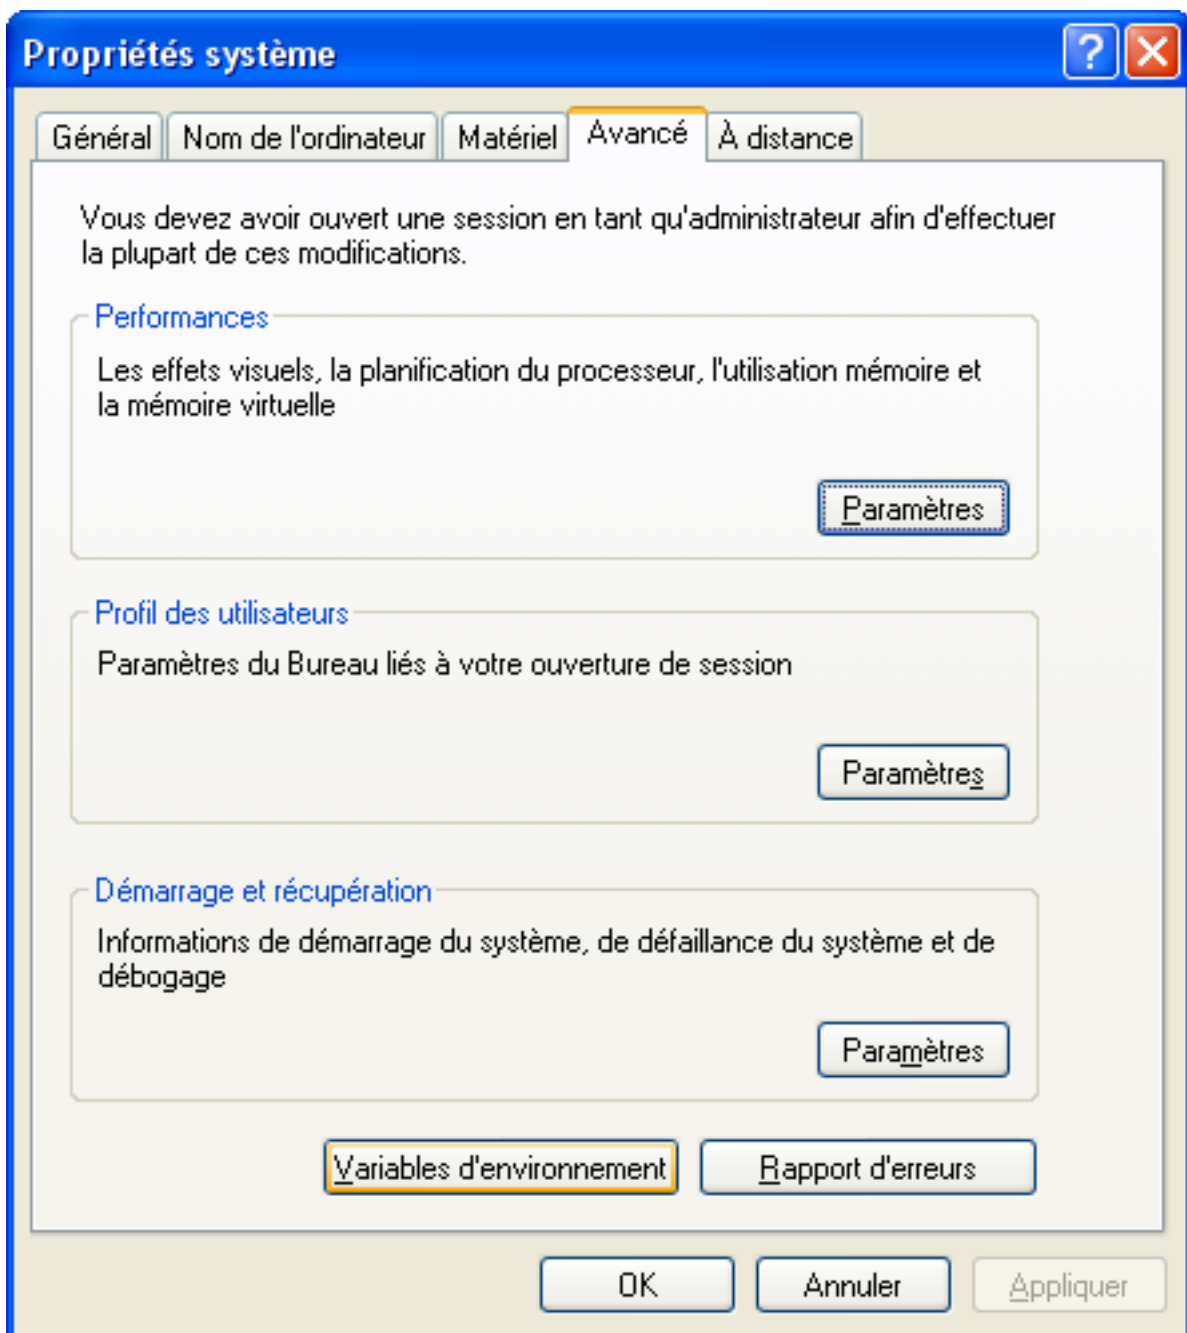 Propriétés système
Général Nom de l'ordinateur Matériel Avancé À distance
Vous devez avoir ouvert une session en tant qu'administrateur afin d'effectuer
la plupart de ces modifications.
Performances
Les effets visuels, la planification du processeur, l'utilisation mémoire et
la mémoire virtuelle
Paramètres
Profil des utilisateurs
Paramètres du Bureau liés à votre ouverture de session
Paramètres
Démarrage et récupération
Informations de démarrage du système, de défaillance du système et de
débogage
Paramètres
Variables d'environnement Rapport d'erreurs
OK Annuler Appliquer